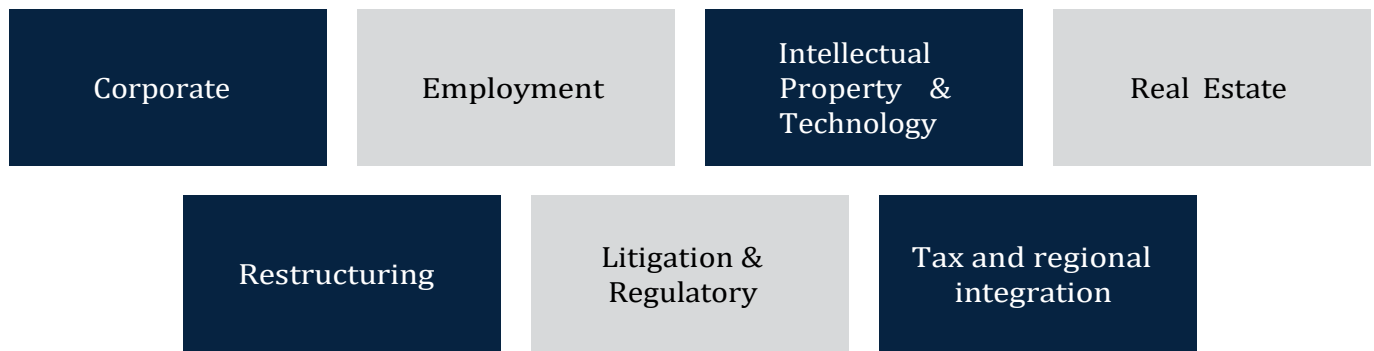 Corporate
Employment
Intellectual
Property &
Technology
Real Estate
Restructuring
Litigation &
Regulatory
Tax and regional
integration